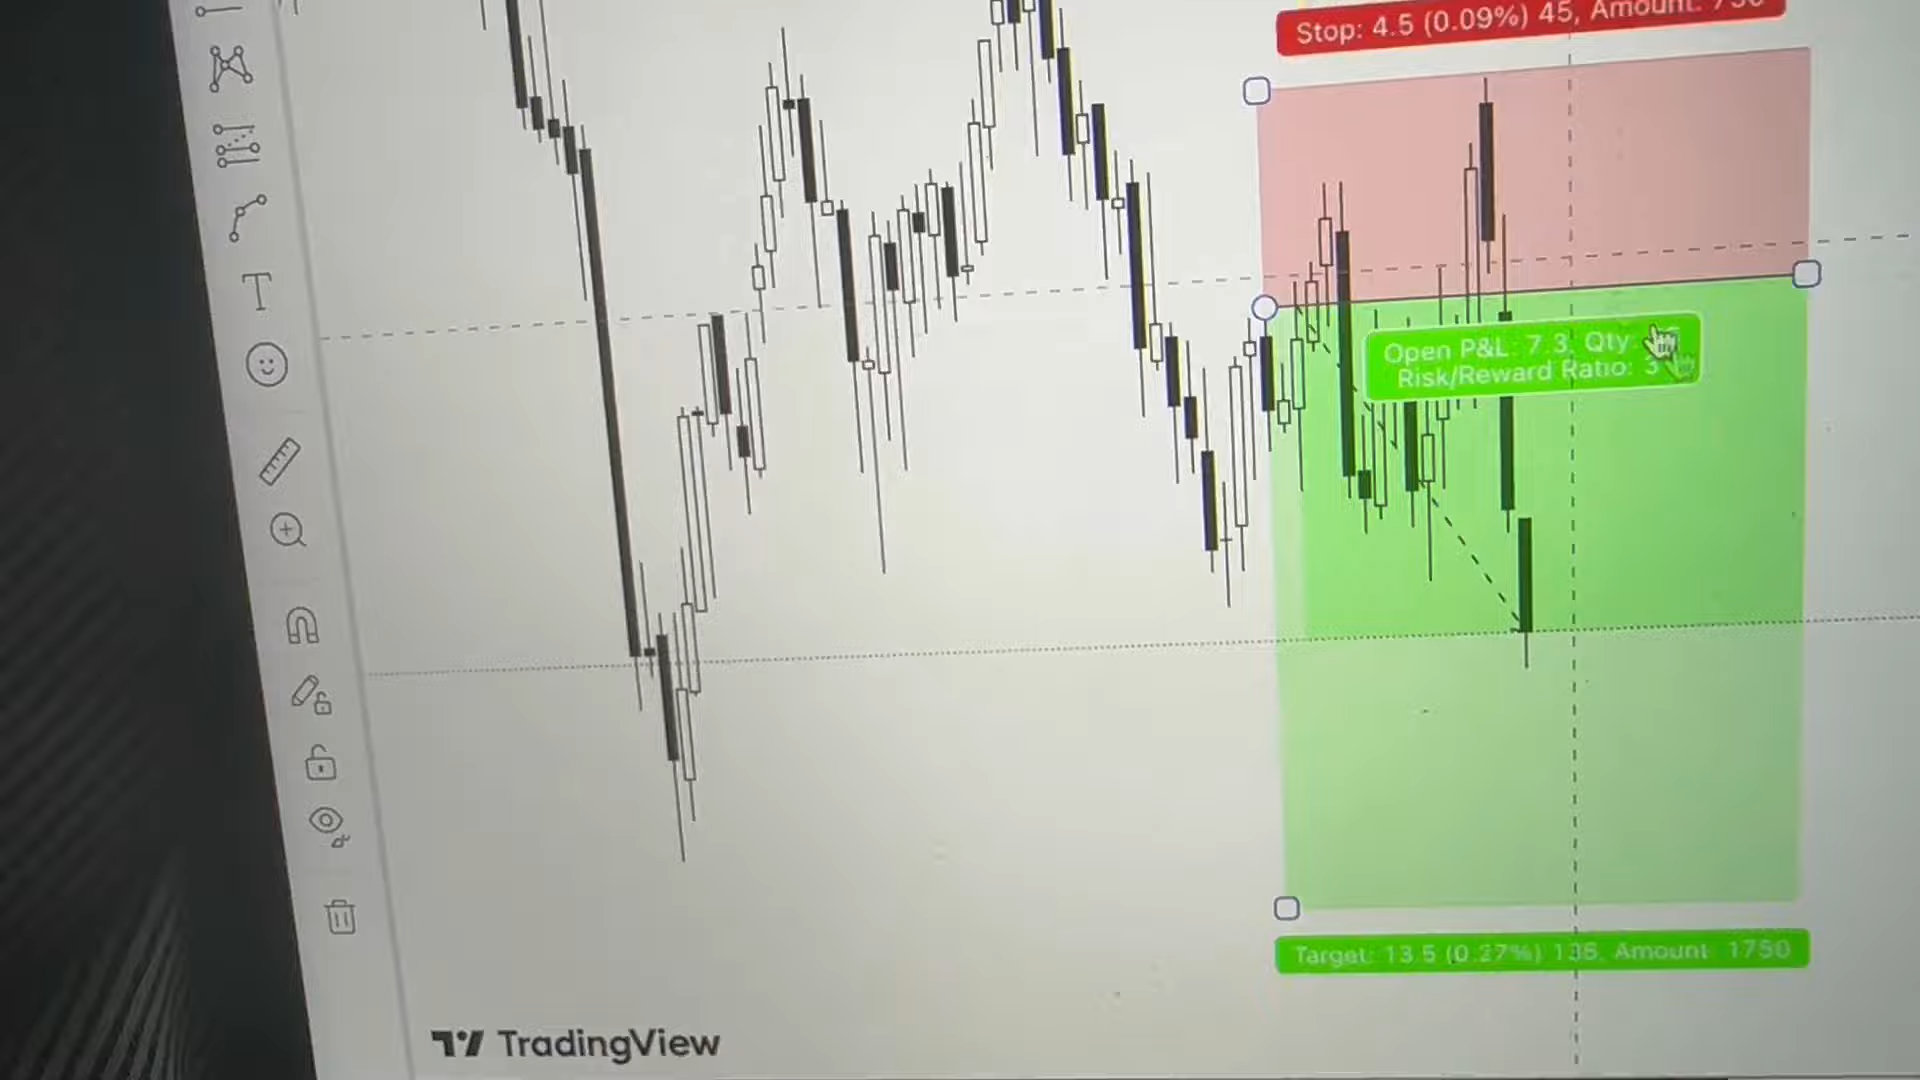 Stop: 4.5 (0.09%) 45, Amount: 750
Open P&L: 7.3, Qty:
Risk/Reward Ratio: 3
Target: 13.5 (0.27%) 135, Amount: 1750
TradingView